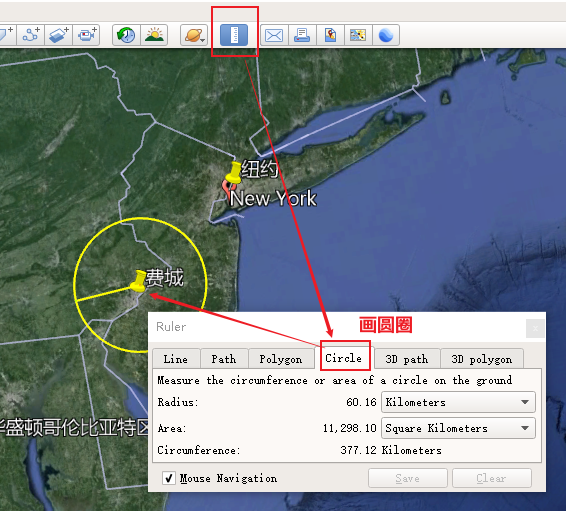 纽约
New York
费城
画圆圈
Ruler
Line Path Polygon Circle 3D path 3D polygon
Measure the circumference or area of a circle on the ground
Radius: 60.16 Kilometers
华盛顿哥伦比亚特区
Area: 11,298.10 Square Kilometers
Circumference: 377.12 Kilometers
Mouse Navigation Save Clear